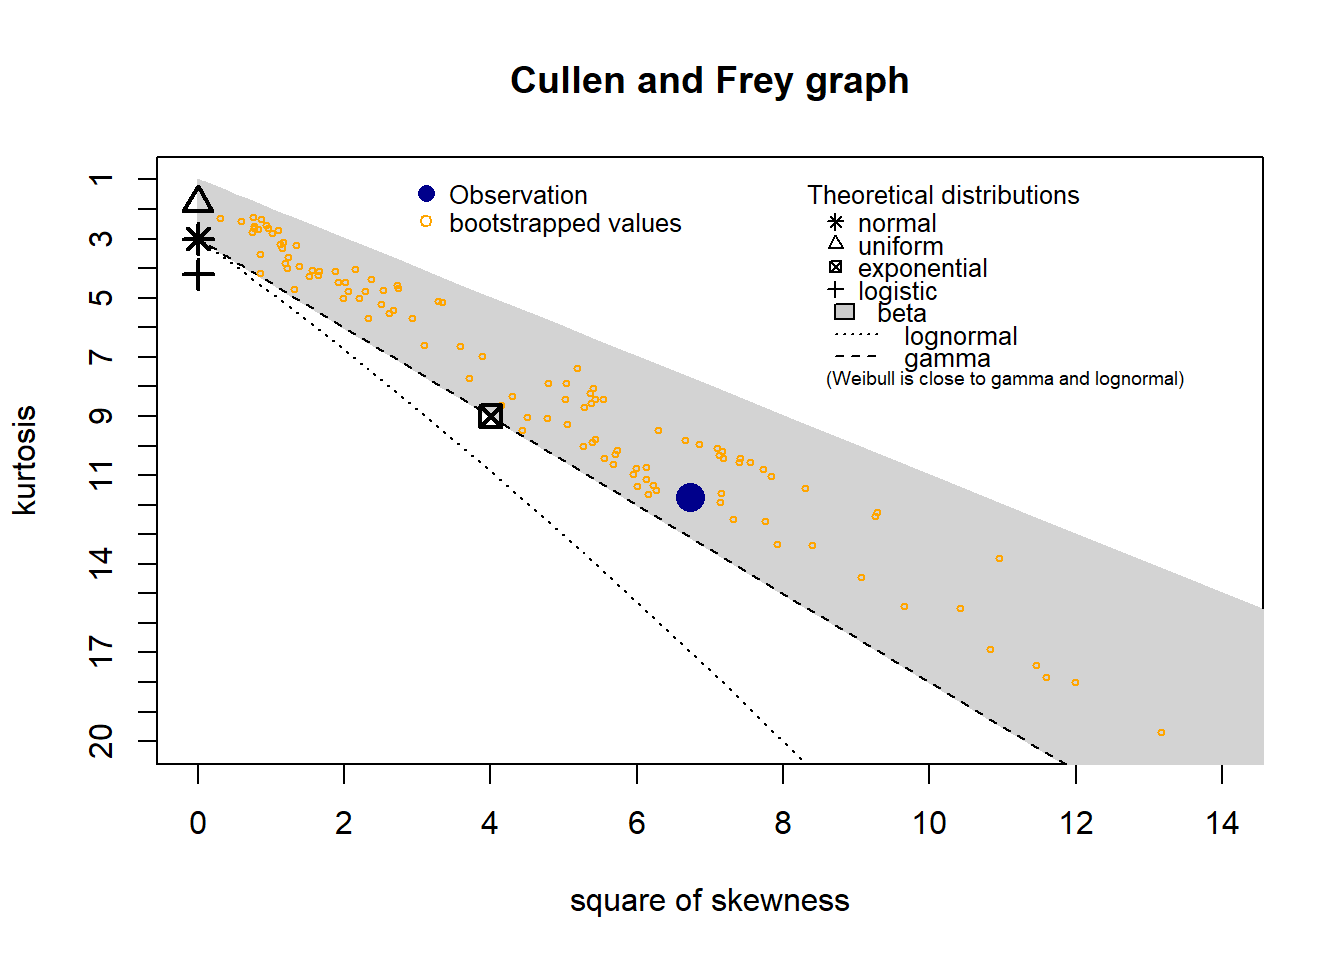 Cullen and Frey graph
Observation
bootstrapped values
Theoretical distributions
normal
uniform
exponential
logistic
beta
lognormal
gamma
(Weibull is close to gamma and lognormal)
kurtosis
1
3
5
7
9
11
14
17
20
0 2 4 6 8 10 12 14
square of skewness